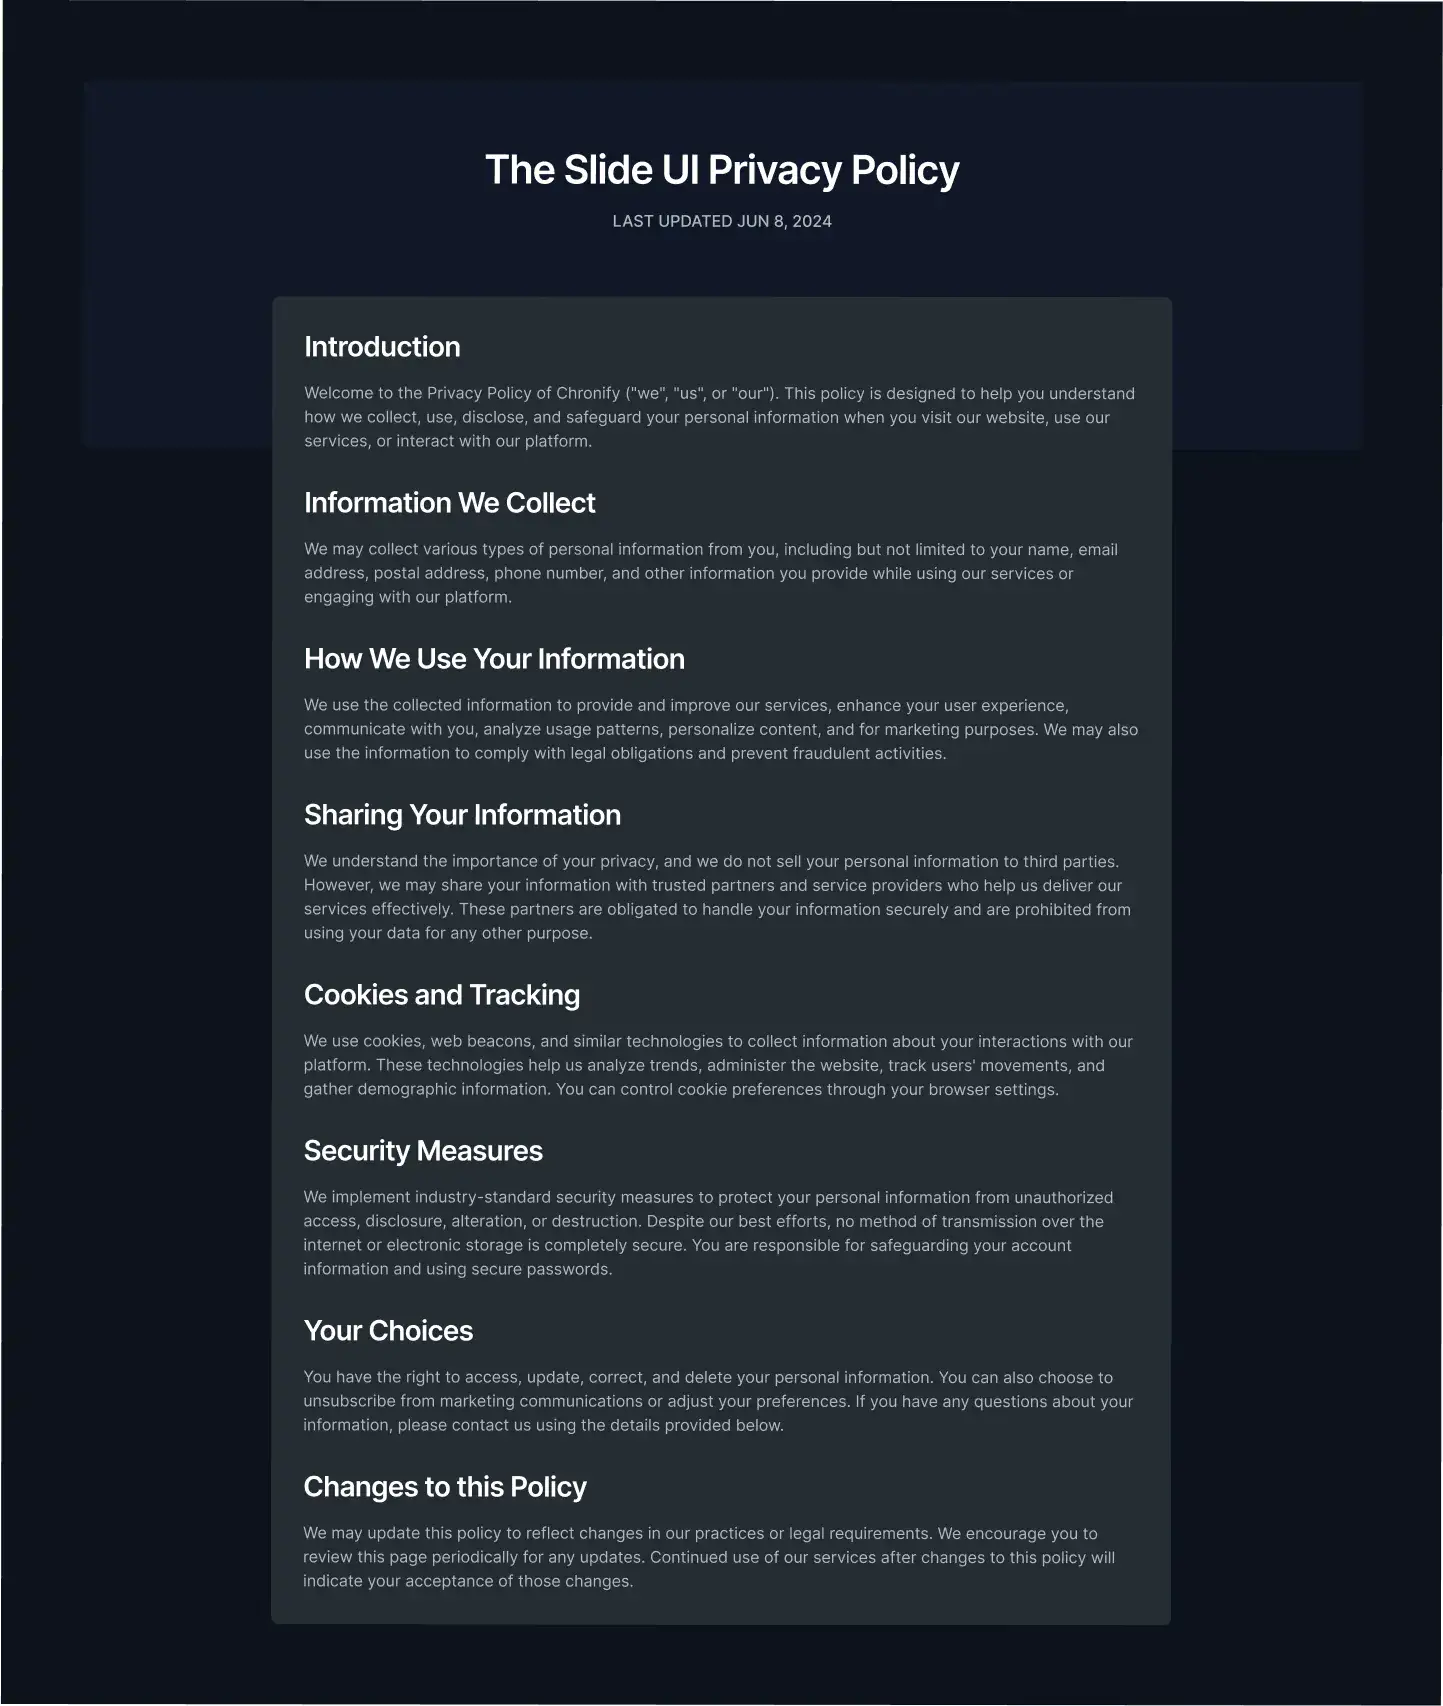 The Slide UI Privacy Policy
LAST UPDATED JUN 8, 2024
Introduction
Welcome to the Privacy Policy of Chronify ("we", "us", or "our"). This policy is designed to help you understand
how we collect, use, disclose, and safeguard your personal information when you visit our website, use our
services, or interact with our platform.
Information We Collect
We may collect various types of personal information from you, including but not limited to your name, email
address, postal address, phone number, and other information you provide while using our services or
engaging with our platform.
How We Use Your Information
We use the collected information to provide and improve our services, enhance your user experience,
communicate with you, analyze usage patterns, personalize content, and for marketing purposes. We may also
use the information to comply with legal obligations and prevent fraudulent activities.
Sharing Your Information
We understand the importance of your privacy, and we do not sell your personal information to third parties.
However, we may share your information with trusted partners and service providers who help us deliver our
services effectively. These partners are obligated to handle your information securely and are prohibited from
using your data for any other purpose.
Cookies and Tracking
We use cookies, web beacons, and similar technologies to collect information about your interactions with our
platform. These technologies help us analyze trends, administer the website, track users' movements, and
gather demographic information. You can control cookie preferences through your browser settings.
Security Measures
We implement industry-standard security measures to protect your personal information from unauthorized
access, disclosure, alteration, or destruction. Despite our best efforts, no method of transmission over the
internet or electronic storage is completely secure. You are responsible for safeguarding your account
information and using secure passwords.
Your Choices
You have the right to access, update, correct, and delete your personal information. You can also choose to
unsubscribe from marketing communications or adjust your preferences. If you have any questions about your
information, please contact us using the details provided below.
Changes to this Policy
We may update this policy to reflect changes in our practices or legal requirements. We encourage you to
review this page periodically for any updates. Continued use of our services after changes to this policy will
indicate your acceptance of those changes.